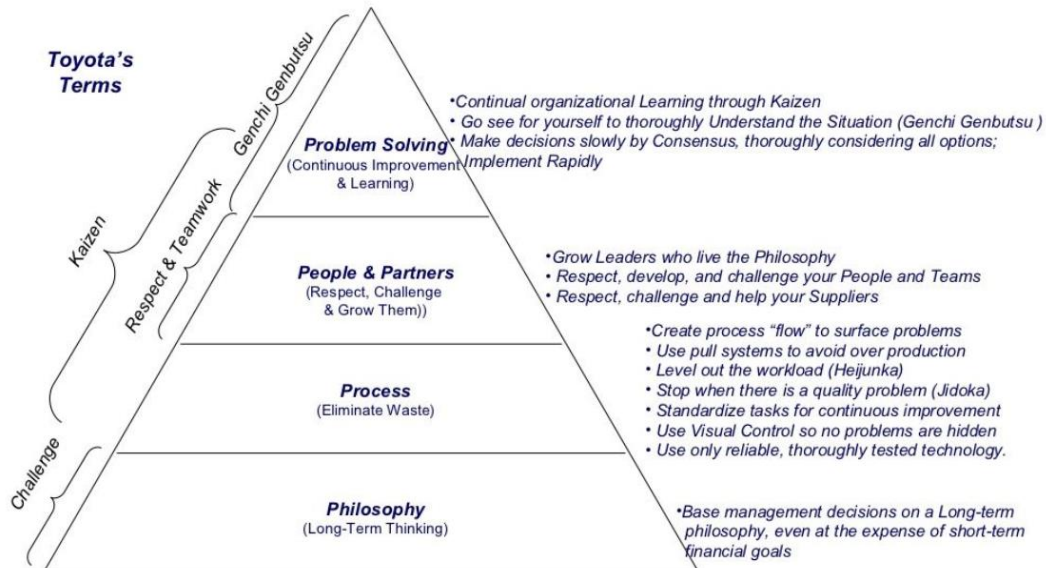 Toyota's
Terms
Genchi Genbutsu
Kaizen
Respect & Teamwork
Challenge
Problem Solving
(Continuous Improvement
& Learning)
•Continual organizational Learning through Kaizen
• Go see for yourself to thoroughly Understand the Situation (Genchi Genbutsu )
• Make decisions slowly by Consensus, thoroughly considering all options;
Implement Rapidly
People & Partners
(Respect, Challenge
& Grow Them))
•Grow Leaders who live the Philosophy
• Respect, develop, and challenge your People and Teams
• Respect, challenge and help your Suppliers
Process
(Eliminate Waste)
•Create process “flow” to surface problems
• Use pull systems to avoid over production
• Level out the workload (Heijunka)
• Stop when there is a quality problem (Jidoka)
• Standardize tasks for continuous improvement
• Use Visual Control so no problems are hidden
• Use only reliable, thoroughly tested technology.
Philosophy
(Long-Term Thinking)
•Base management decisions on a Long-term
philosophy, even at the expense of short-term
financial goals